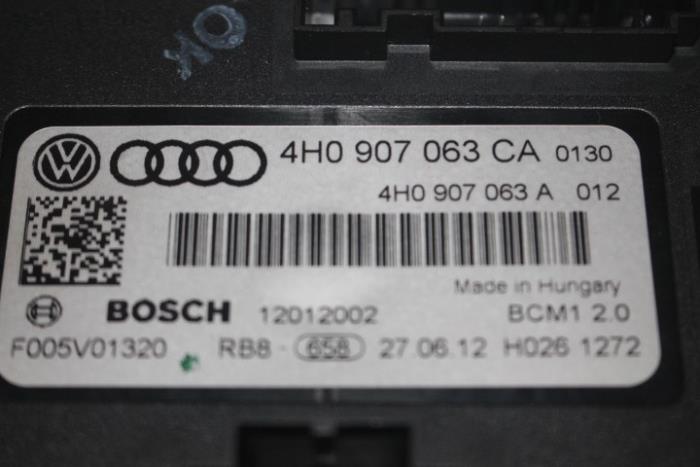 OK
4H0 907 063 CA 0130
4H0 907 063 A 012
Made in Hungary
BOSCH 12012002 BCM1 2.0
F005V01320 RB8 - 658 27.06.12 H026 1272